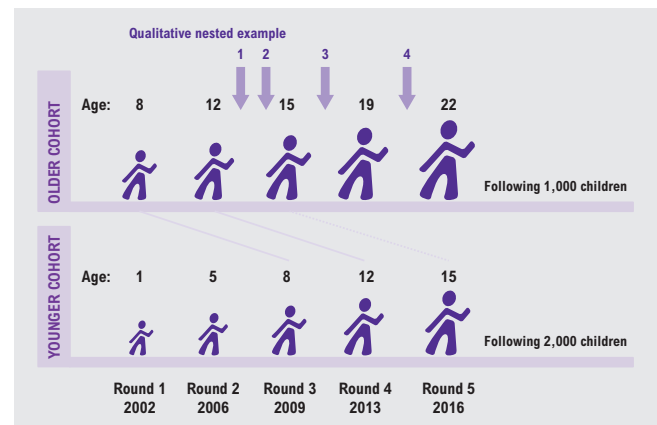 Qualitative nested example
1 2 3 4
OLDER COHORT
Age: 8 12 15 19 22
Following 1,000 children
YOUNGER COHORT
Age: 1 5 8 12 15
Following 2,000 children
Round 1 Round 2 Round 3 Round 4 Round 5
2002 2006 2009 2013 2016